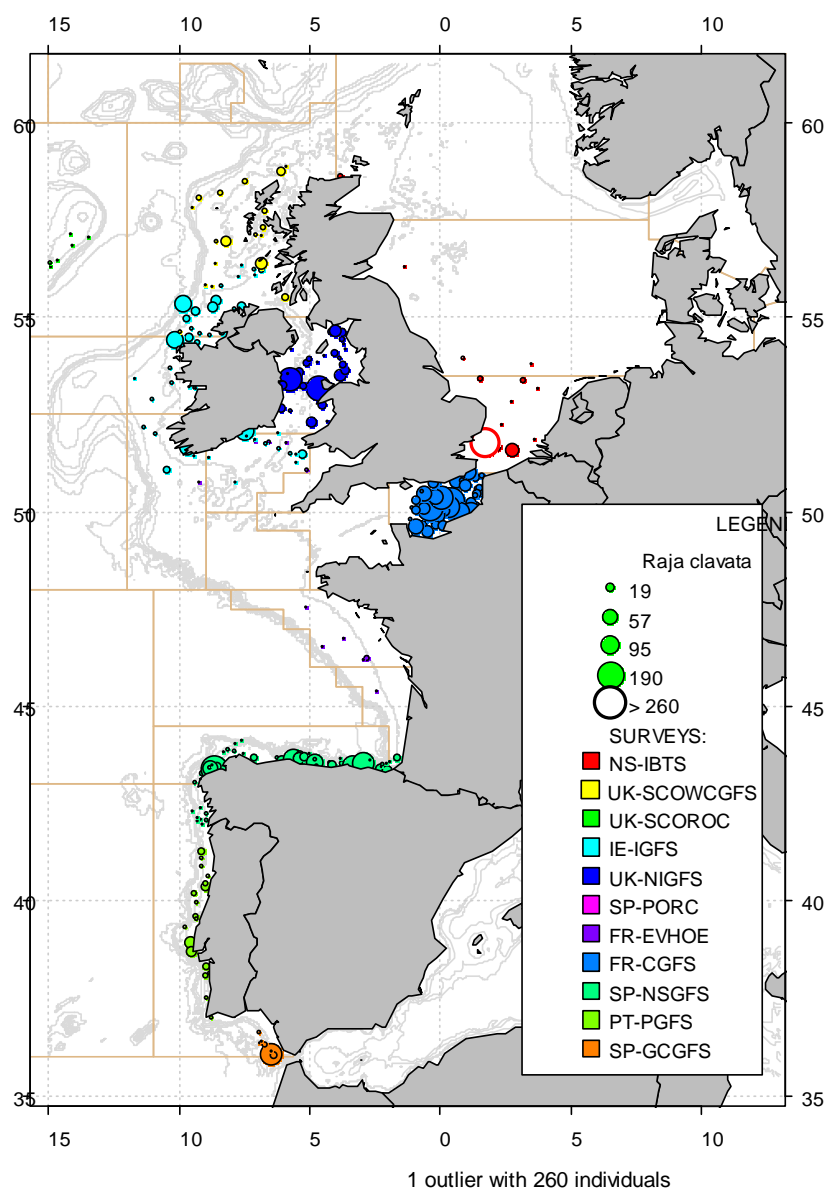 15 10 5 0 5 10
60
60
55
55
50
50
LEGEN
Raja clavata
19
57
95
190
> 260
45
45
SURVEYS:
NS-IBTS
UK-SCOWCGFS
UK-SCOROC
IE-IGFS
UK-NIGFS
40
40
SP-PORC
FR-EVHOE
FR-CGFS
SP-NSGFS
PT-PGFS
SP-GCGFS
35
35
15 10 5 0 5 10
1 outlier with 260 individuals